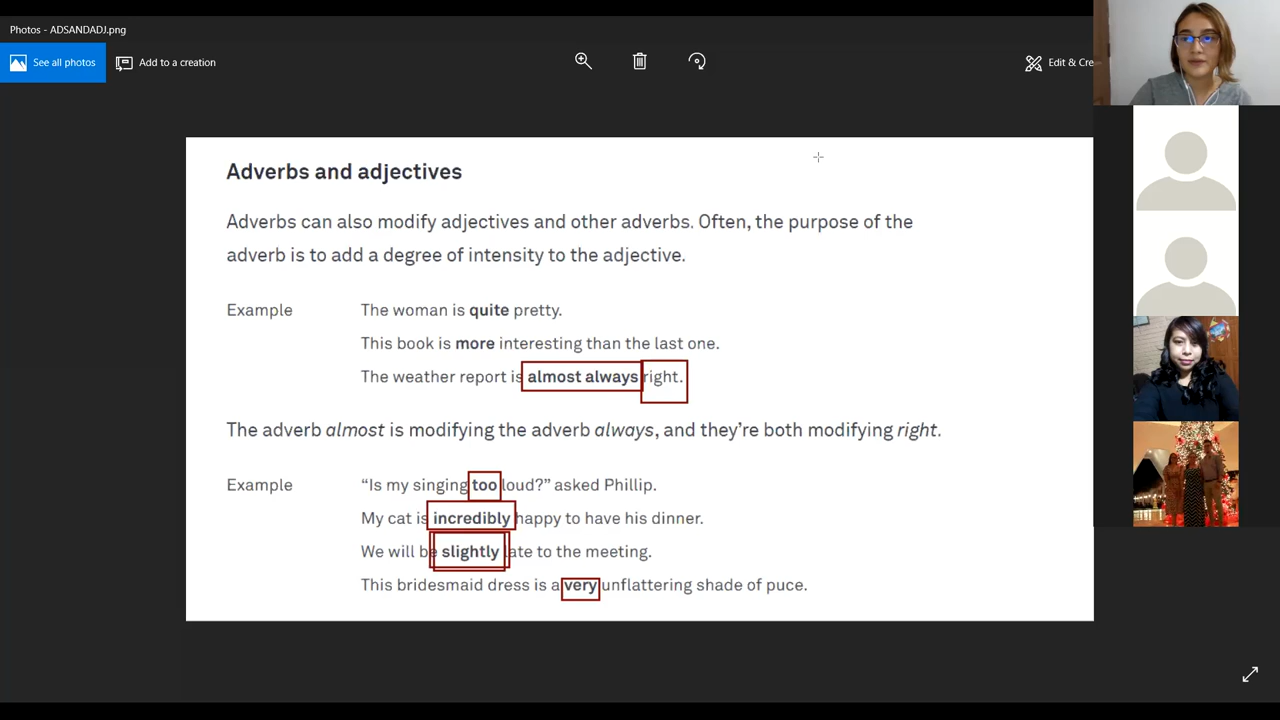 Photos - ADSANDADJ.png
See all photos
Add to a creation
Edit & Cre
Adverbs and adjectives
Adverbs can also modify adjectives and other adverbs. Often, the purpose of the
adverb is to add a degree of intensity to the adjective.
Example The woman is quite pretty.
This book is more interesting than the last one.
The weather report is almost always right.
The adverb almost is modifying the adverb always, and they're both modifying right.
Example "Is my singing too loud?" asked Phillip.
My cat is incredibly happy to have his dinner.
We will be slightly late to the meeting.
This bridesmaid dress is a very unflattering shade of puce.